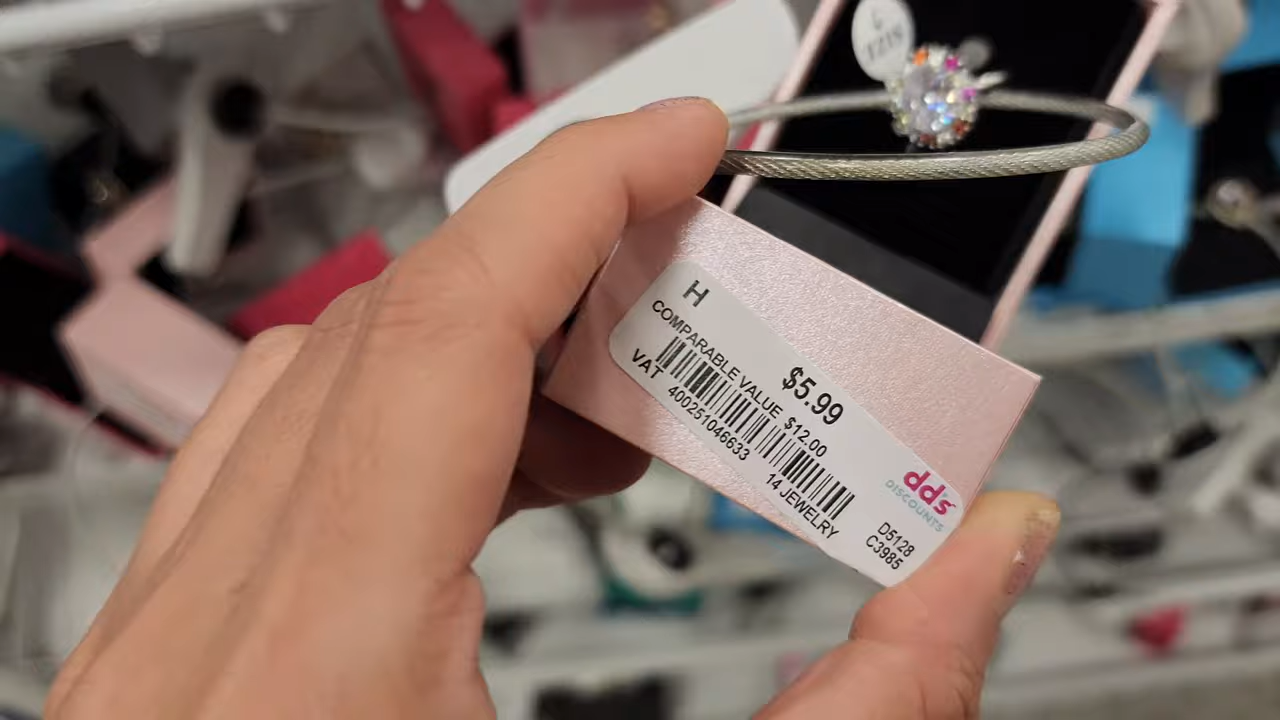 H
$5.99
COMPARABLE VALUE $12.00
VAT 400251046633
14 JEWELRY
dd's
DISCOUNTS
D5128
C3985